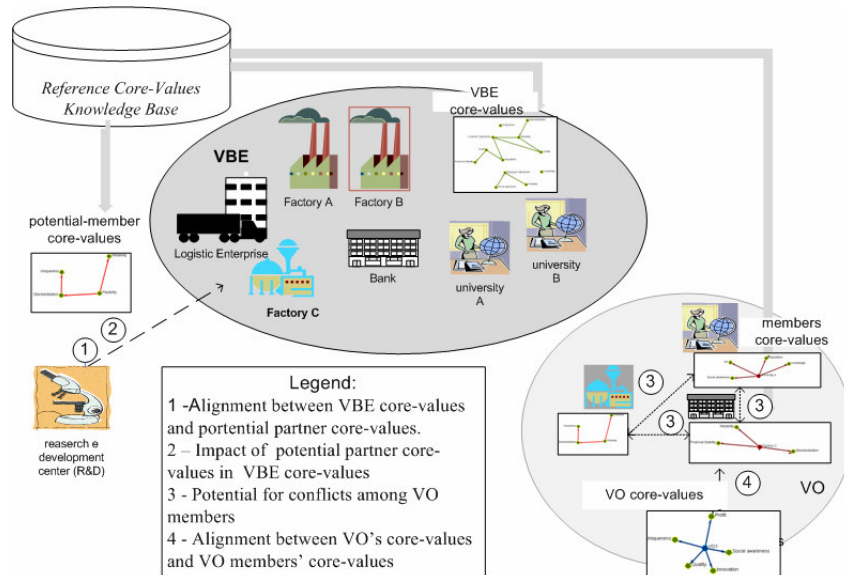 Reference Core-Values
Knowledge Base
VBE
core-values
VBE
Factory A
Factory B
potential-member
core-values
Logistic Enterprise
Bank
university
A
university
B
Factory C
1
2
members
core-values
3
3
3
reaserch e
development
center (R&D)
Legend:
1 -Alignment between VBE core-values
and portential partner core-values.
2 – Impact of potential partner core-
values in VBE core-values
3 - Potential for conflicts among VO
members
4 - Alignment between VO's core-values
and VO members' core-values
4
VO
VO core-values
Profit
Uniqueness
Social awareness
Quality
Innovation